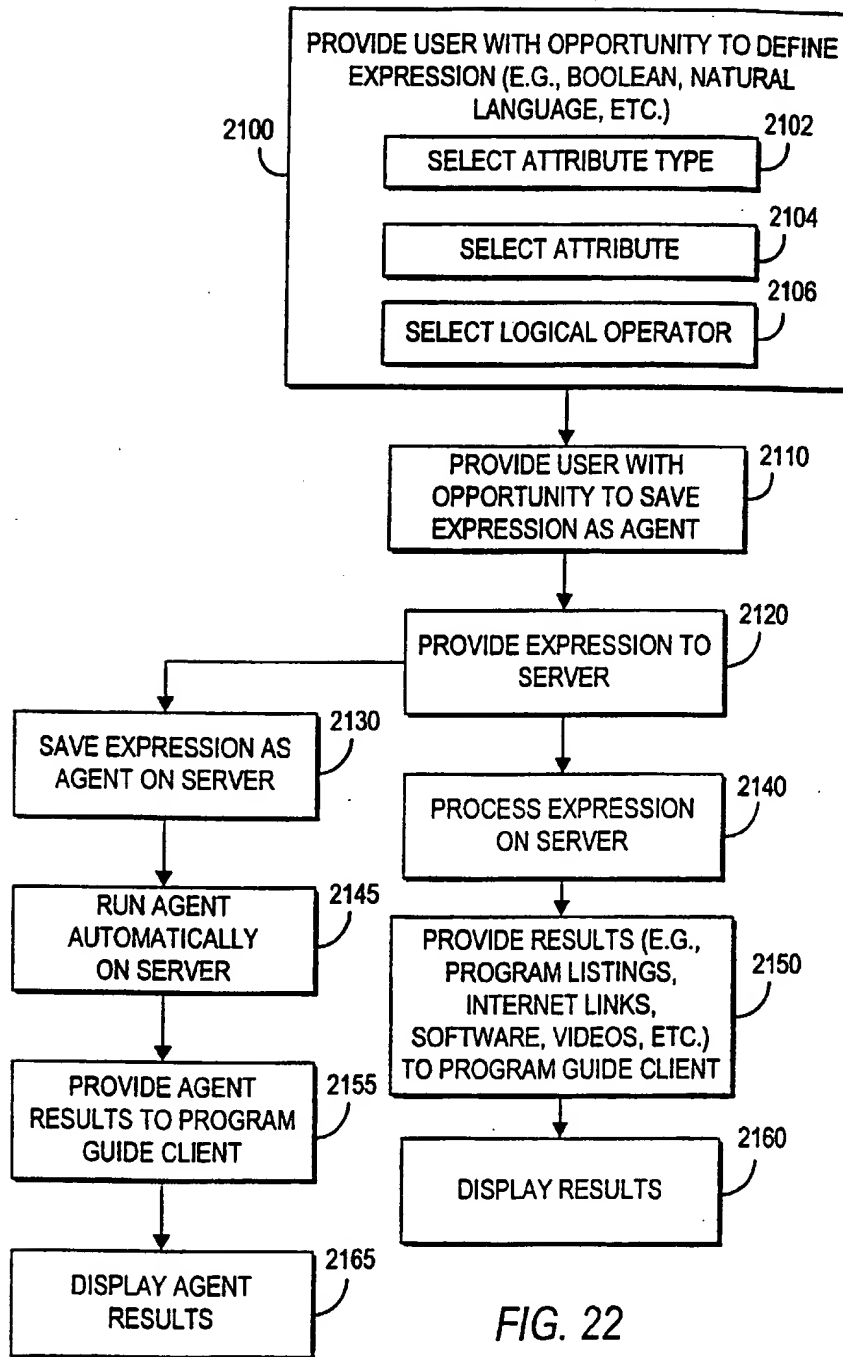 PROVIDE USER WITH OPPORTUNITY TO DEFINE
EXPRESSION (E.G., BOOLEAN, NATURAL
LANGUAGE, ETC.)
2100
2102
SELECT ATTRIBUTE TYPE
2104
SELECT ATTRIBUTE
2106
SELECT LOGICAL OPERATOR
2110
PROVIDE USER WITH
OPPORTUNITY TO SAVE
EXPRESSION AS AGENT
2120
PROVIDE EXPRESSION TO
SERVER
2130
SAVE EXPRESSION AS
AGENT ON SERVER
2140
PROCESS EXPRESSION
ON SERVER
2145
RUN AGENT
AUTOMATICALLY
ON SERVER
2150
PROVIDE RESULTS (E.G.,
PROGRAM LISTINGS,
INTERNET LINKS,
SOFTWARE, VIDEOS, ETC.)
TO PROGRAM GUIDE CLIENT
2155
PROVIDE AGENT
RESULTS TO PROGRAM
GUIDE CLIENT
2160
DISPLAY RESULTS
2165
DISPLAY AGENT
RESULTS
FIG. 22